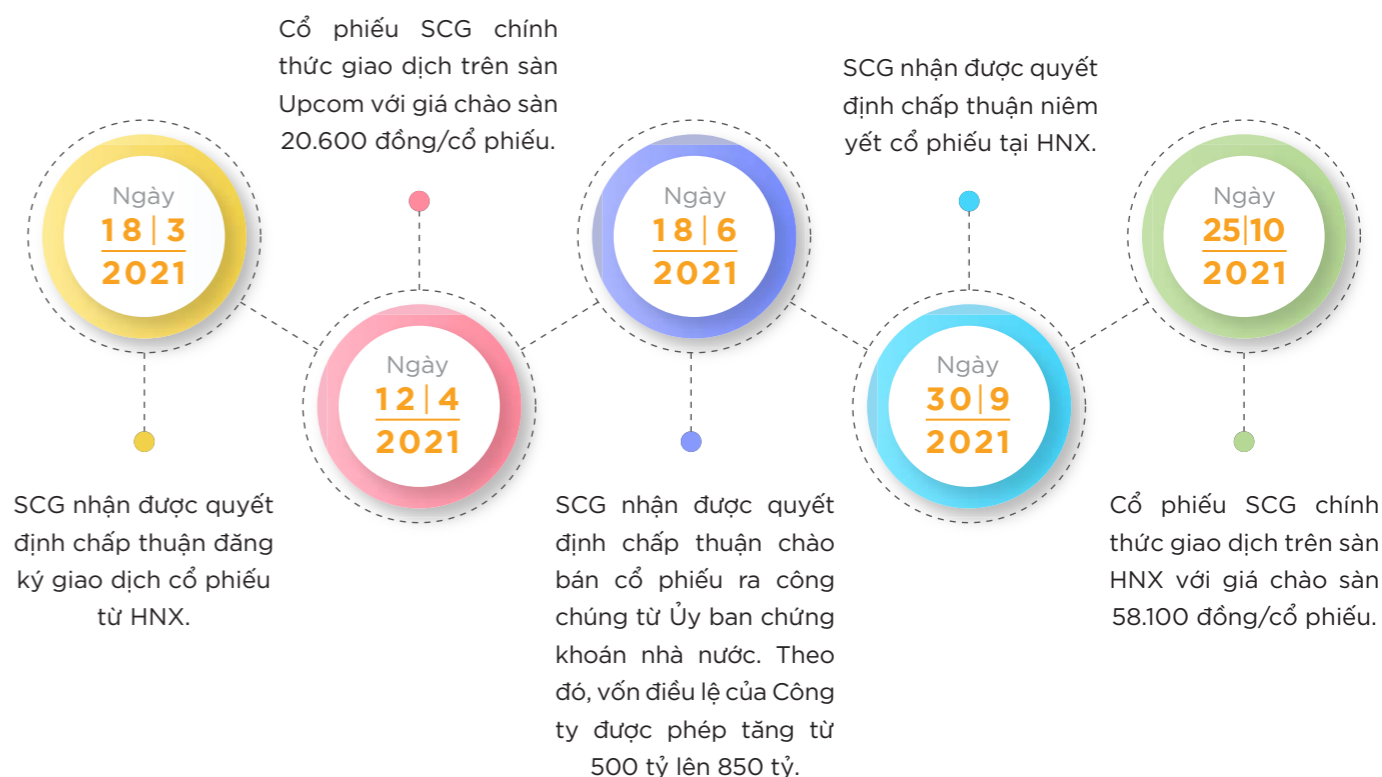 Ngày
18|3
2021
SCG nhận được quyết
định chấp thuận đăng
ký giao dịch cổ phiếu
từ HNX.
Cổ phiếu SCG chính
thức giao dịch trên sàn
Upcom với giá chào sàn
20.600 đồng/cổ phiếu.
Ngày
12|4
2021
Ngày
18|6
2021
SCG nhận được quyết
định chấp thuận chào
bán cổ phiếu ra công
chúng từ Ủy ban chứng
khoán nhà nước. Theo
đó, vốn điều lệ của Công
ty được phép tăng từ
500 tỷ lên 850 tỷ.
SCG nhận được quyết
định chấp thuận niêm
yết cổ phiếu tại HNX.
Ngày
30|9
2021
Ngày
25|10
2021
Cổ phiếu SCG chính
thức giao dịch trên sàn
HNX với giá chào sàn
58.100 đồng/cổ phiếu.